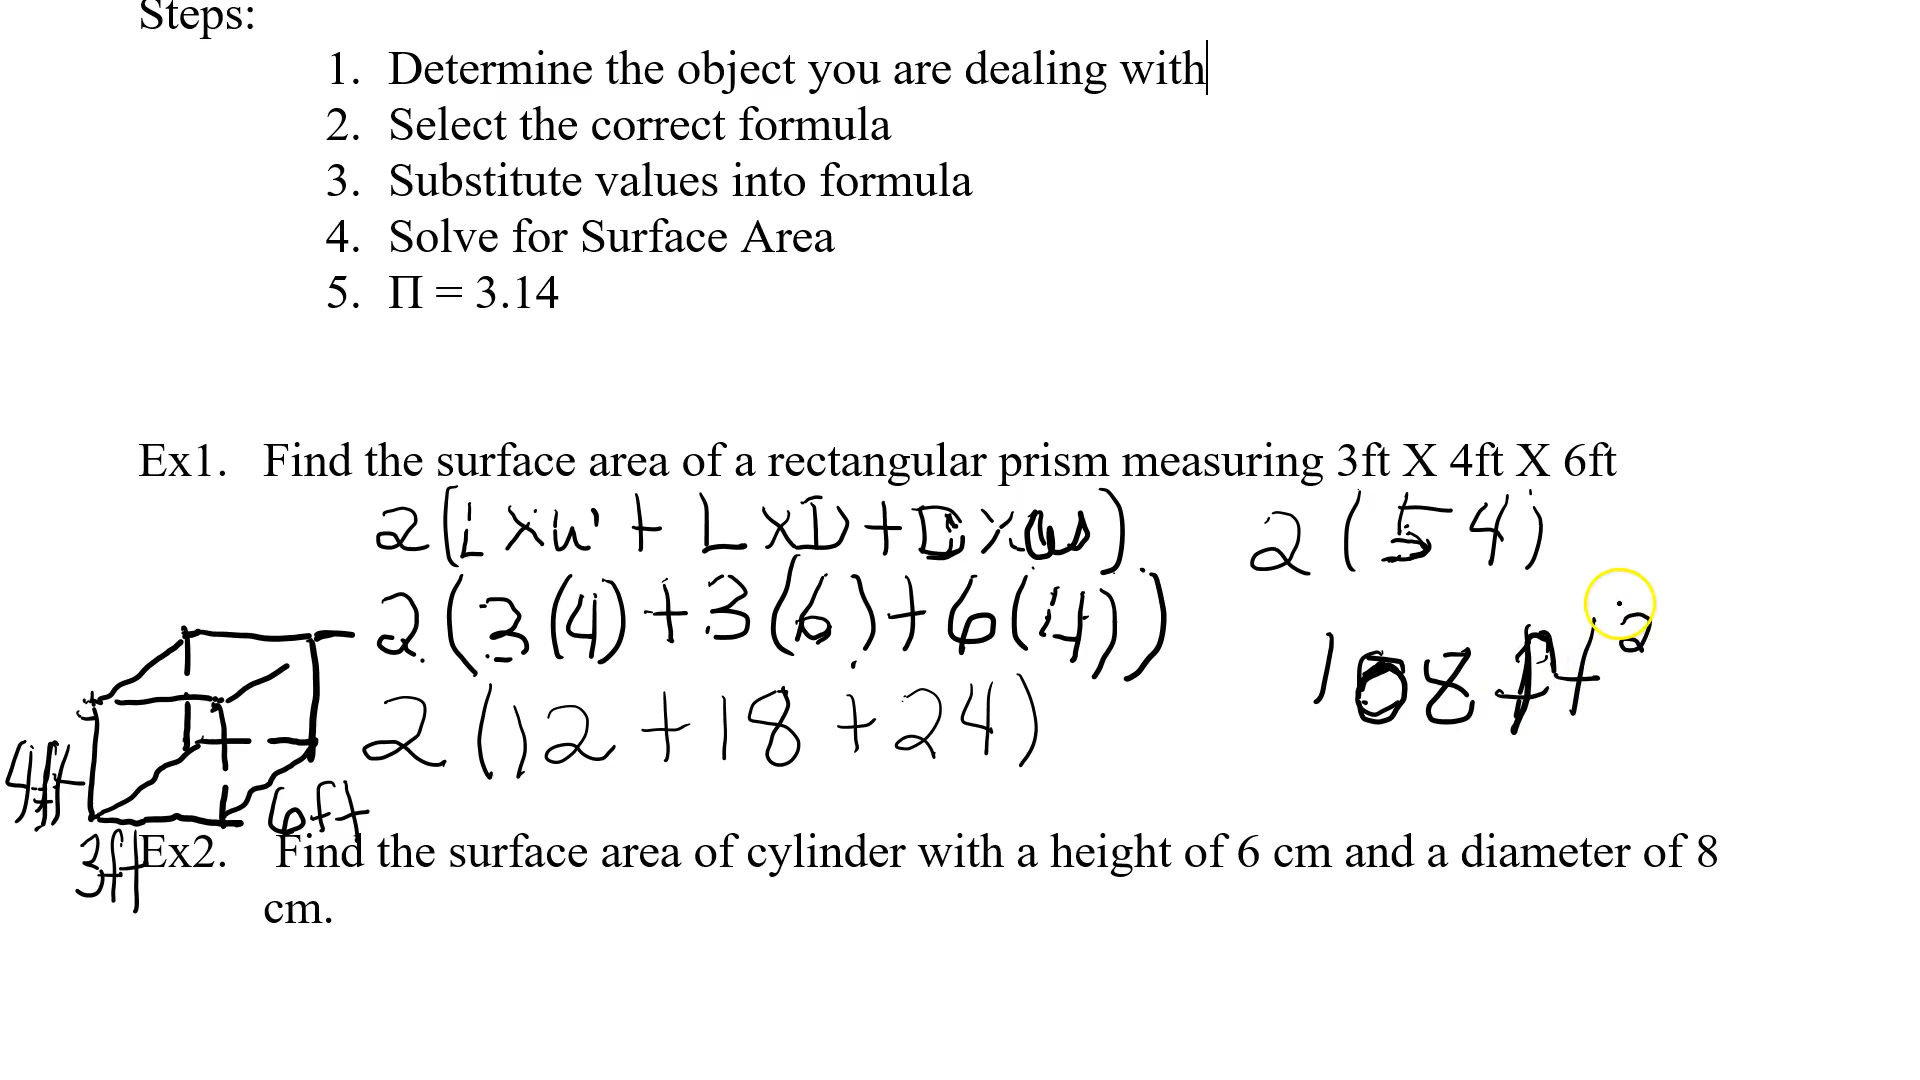 Steps:
1. Determine the object you are dealing with
2. Select the correct formula
3. Substitute values into formula
4. Solve for Surface Area
5. Π = 3.14
Ex1. Find the surface area of a rectangular prism measuring 3ft X 4ft X 6ft
2(L X W + L X D + D X W)
2(54)
2(3(4)+3(6)+6(4))
108 ft²
2(12+18+24)
4ft
6ft
3ft
Ex2. Find the surface area of cylinder with a height of 6 cm and a diameter of 8
cm.